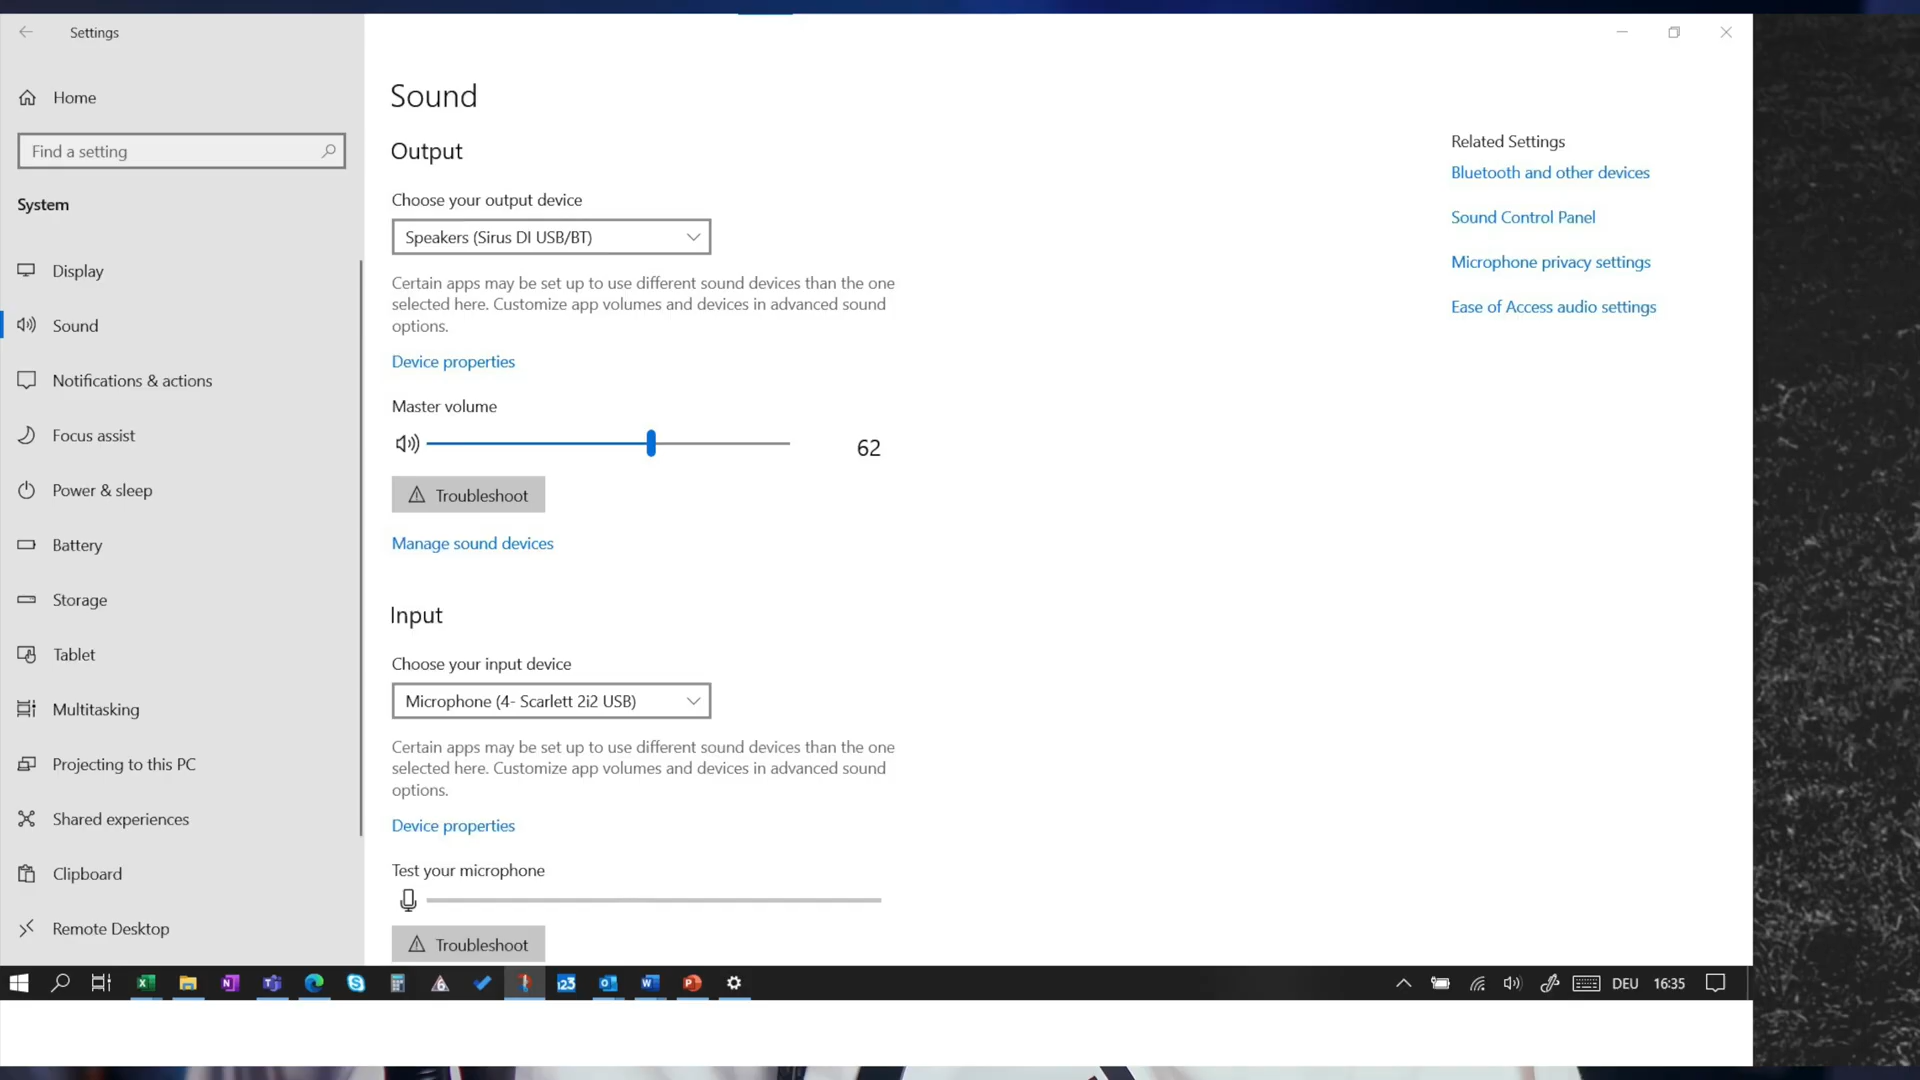 Settings
Home
Find a setting
System
Display
Sound
Notifications & actions
Focus assist
Power & sleep
Battery
Storage
Tablet
Multitasking
Projecting to this PC
Shared experiences
Clipboard
Remote Desktop
Sound
Output
Choose your output device
Speakers (Sirus DI USB/BT)
Certain apps may be set up to use different sound devices than the one
selected here. Customize app volumes and devices in advanced sound
options.
Device properties
Master volume
62
Troubleshoot
Manage sound devices
Input
Choose your input device
Microphone (4- Scarlett 2i2 USB)
Certain apps may be set up to use different sound devices than the one
selected here. Customize app volumes and devices in advanced sound
options.
Device properties
Test your microphone
Troubleshoot
Related Settings
Bluetooth and other devices
Sound Control Panel
Microphone privacy settings
Ease of Access audio settings
DEU 16:35